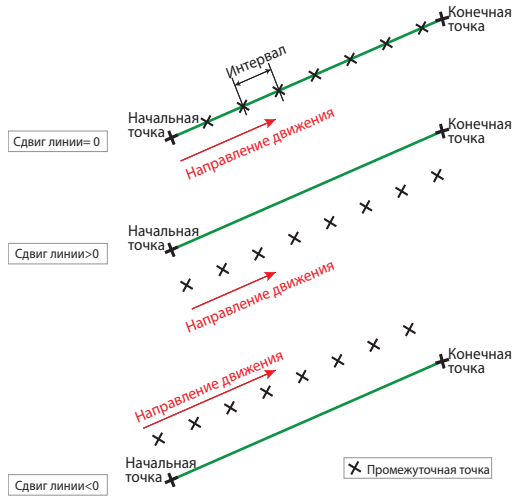 Конечная
точка
Интервал
Начальная
точка
Сдвиг линии= 0
Направление движения
Конечная
точка
Начальная
точка
Сдвиг линии>0
Направление движения
Направление движения
Конечная
точка
Начальная
точка
Сдвиг линии<0
Промежуточная точка